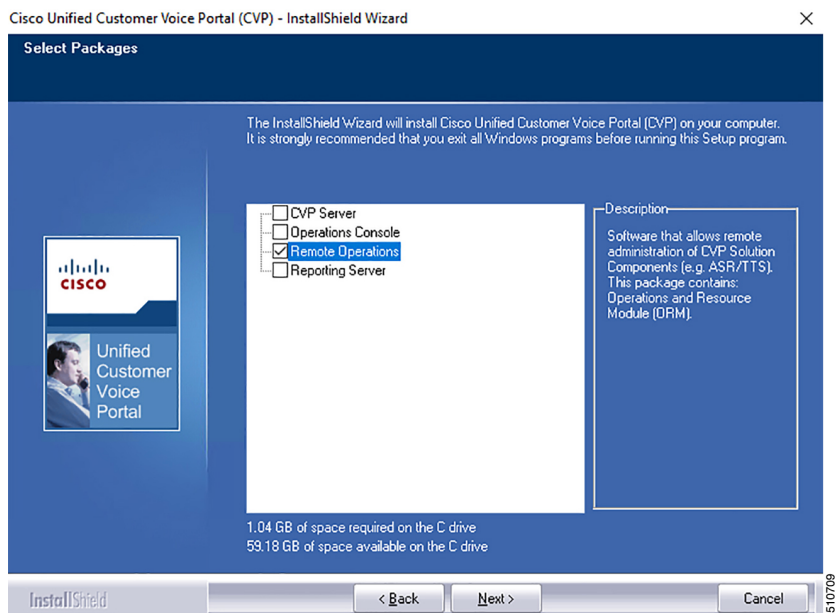 Cisco Unified Customer Voice Portal (CVP) - InstallShield Wizard
Select Packages
The InstallShield Wizard will install Cisco Unified Customer Voice Portal (CVP) on your computer.
It is strongly recommended that you exit all Windows programs before running this Setup program.
CVP Server
Operations Console
Remote Operations
Reporting Server
Description
Software that allows remote
administration of CVP Solution
Components (e.g. ASR/TTS).
This package contains:
Operations and Resource
Module (ORM).
CISCO
Unified
Customer
Voice
Portal
1.04 GB of space required on the C drive
59.18 GB of space available on the C drive
InstallShield
< Back
Next >
Cancel
510709